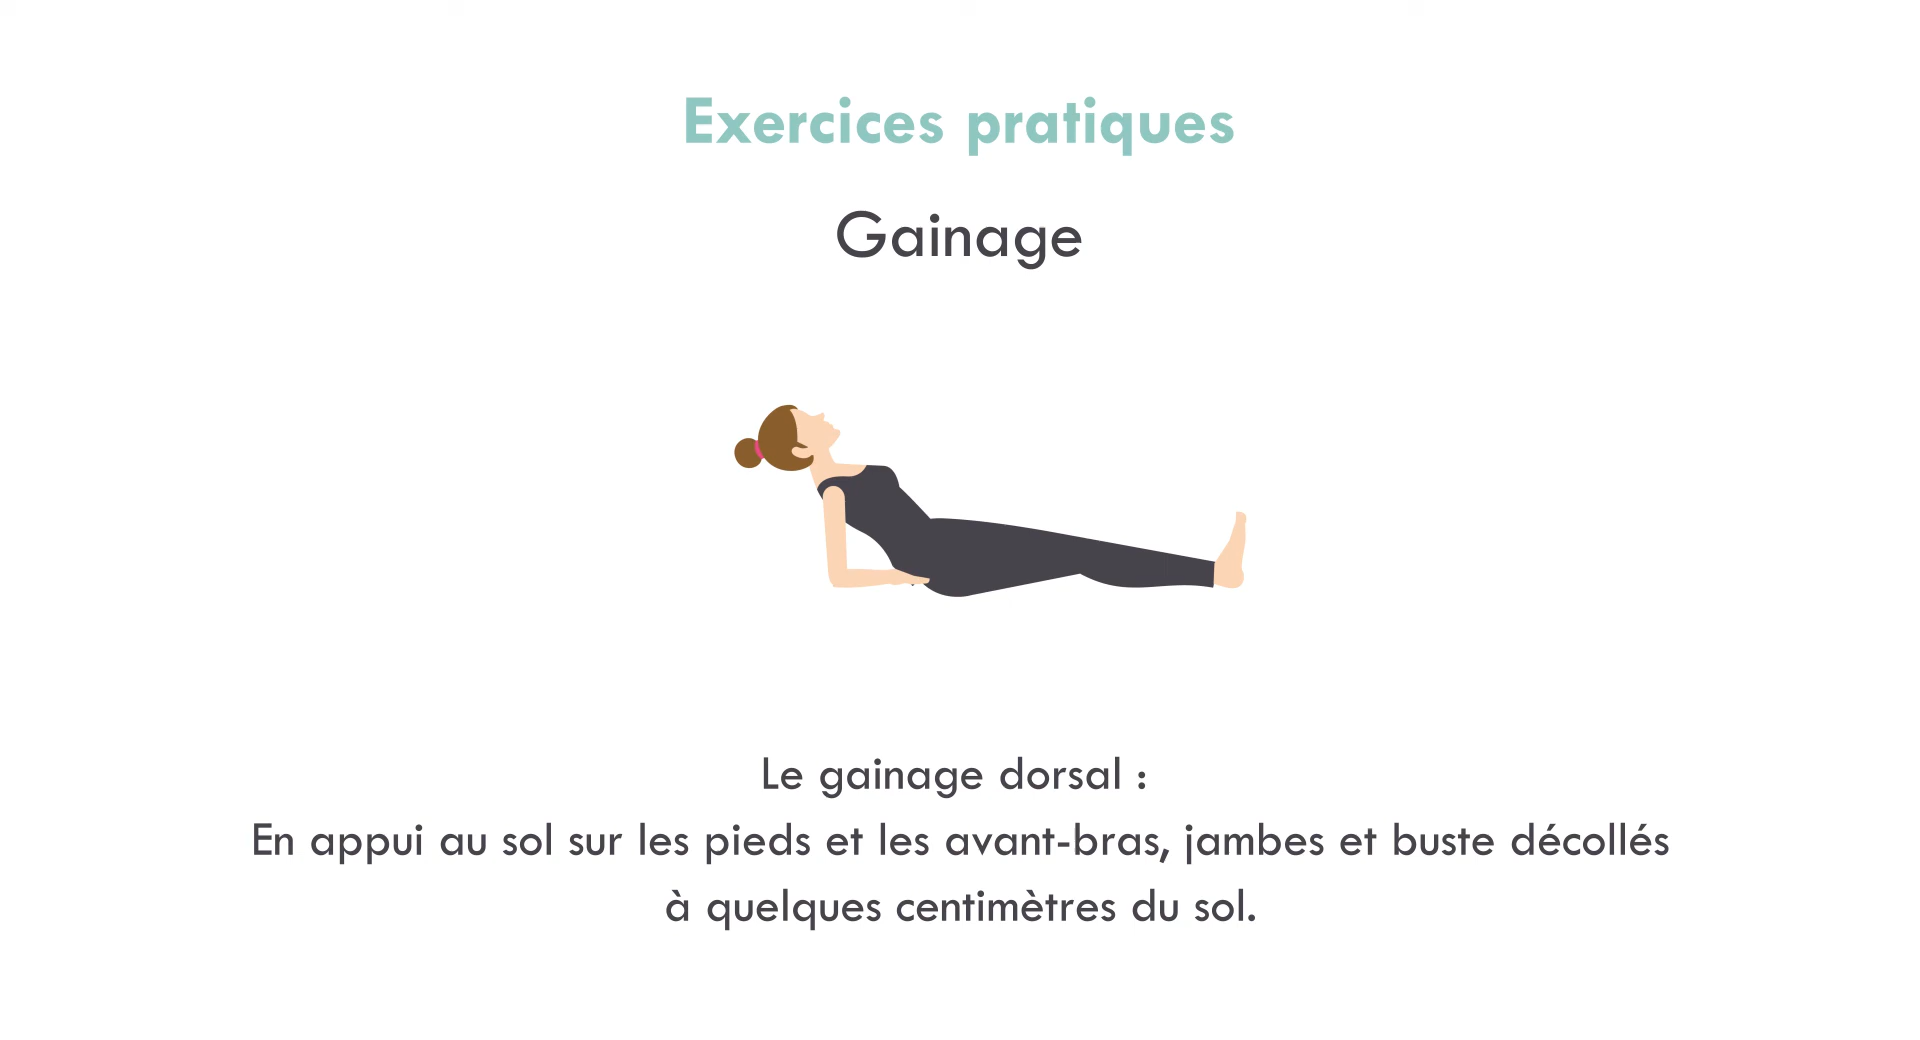 Exercices pratiques
Gainage
Le gainage dorsal :
En appui au sol sur les pieds et les avant-bras, jambes et buste décollés
à quelques centimètres du sol.